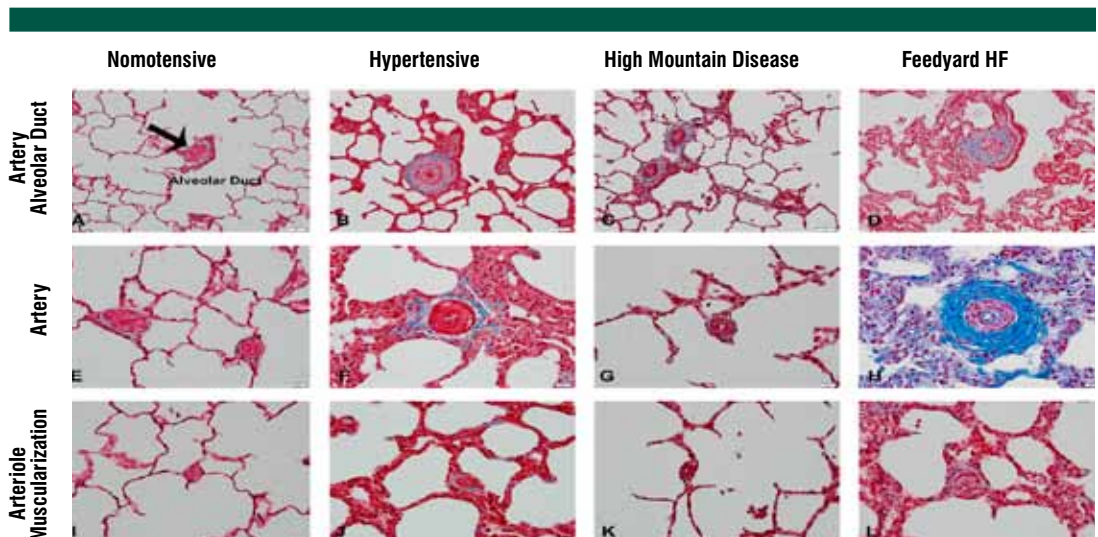 Nomotensive Hypertensive High Mountain Disease Feedyard HF
Artery
Alveolar Duct
Alveolar Duct
A B C D
Artery
E F G H
Arteriole
Muscularization
I J K L